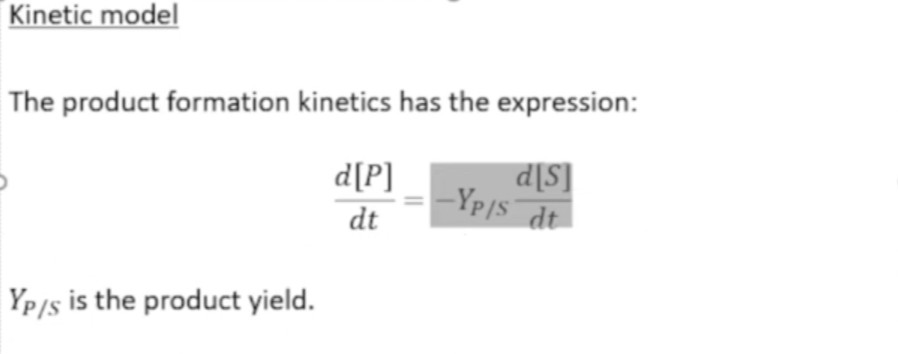 Kinetic model
The product formation kinetics has the expression:
d[P]/dt = −Y_{P/S} d[S]/dt
Y_{P/S} is the product yield.